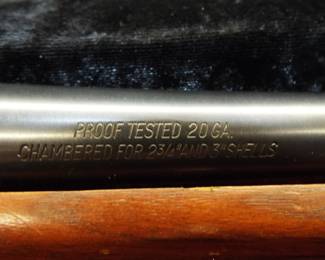 PROOF TESTED 20 GA.
CHAMBERED FOR 2¾" AND 3" SHELLS